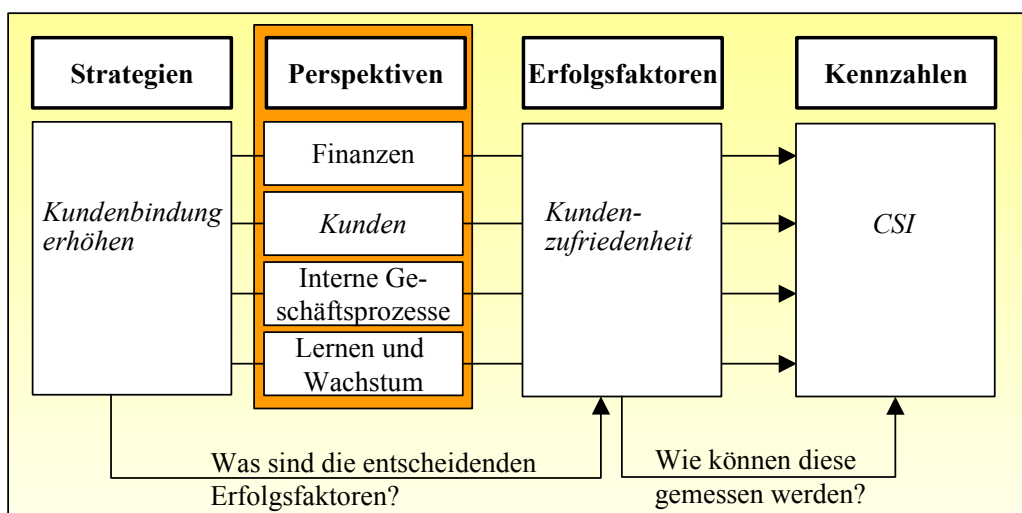 Strategien
Perspektiven
Erfolgsfaktoren
Kennzahlen
Kundenbindung
erhöhen
Finanzen
Kunden
Interne Ge-
schäftsprozesse
Lernen und
Wachstum
Kunden-
zufriedenheit
CSI
Was sind die entscheidenden
Erfolgsfaktoren?
Wie können diese
gemessen werden?